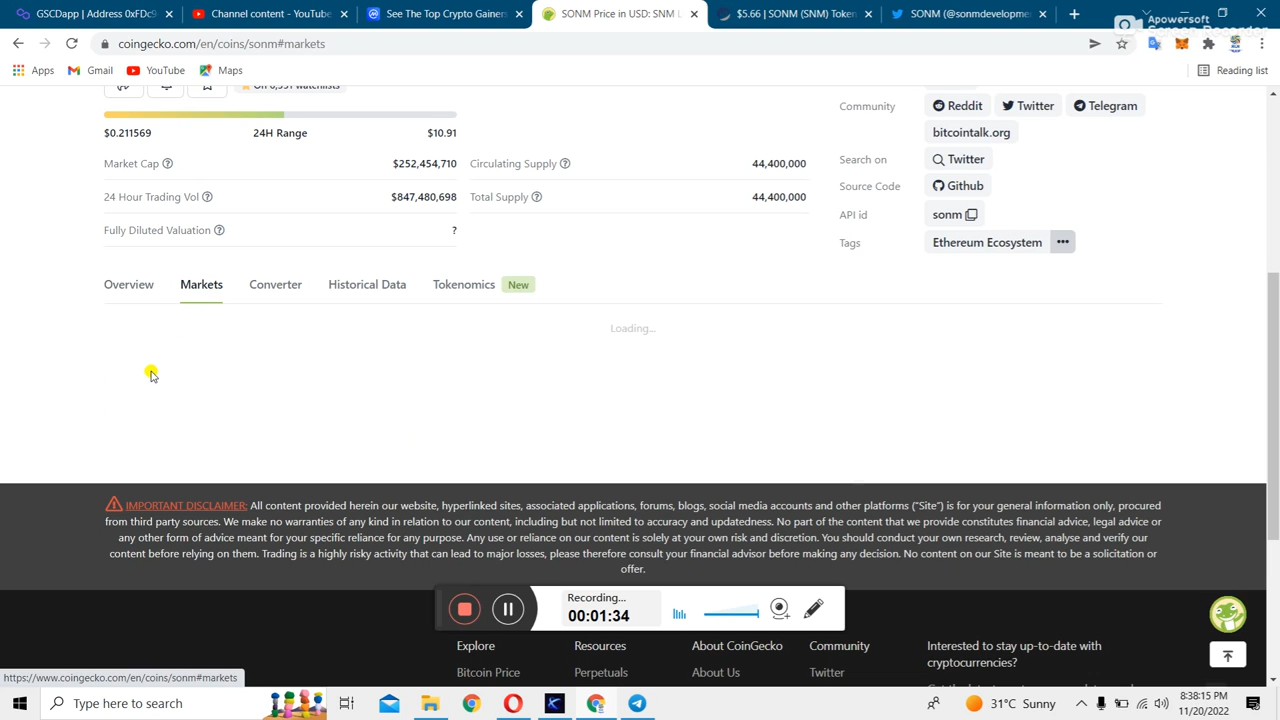 GSCDapp | Address 0xFDc9
Channel content - YouTube
See The Top Crypto Gainers
SONM Price in USD: SNM L
$5.66 | SONM (SNM) Token
SONM (@sonmdevelopme
Apowersoft
Screen Recorder
coingecko.com/en/coins/sonm#markets
Apps
Gmail
YouTube
Maps
Reading list
$0.211569
24H Range
$10.91
Market Cap
$252,454,710
24 Hour Trading Vol
$847,480,698
Fully Diluted Valuation
?
Circulating Supply
44,400,000
Total Supply
44,400,000
Community
Reddit
Twitter
Telegram
bitcointalk.org
Search on
Twitter
Source Code
Github
API id
sonm
Tags
Ethereum Ecosystem
Overview
Markets
Converter
Historical Data
Tokenomics
New
Loading...
IMPORTANT DISCLAIMER: All content provided herein our website, hyperlinked sites, associated applications, forums, blogs, social media accounts and other platforms ("Site") is for your general information only, procured
from third party sources. We make no warranties of any kind in relation to our content, including but not limited to accuracy and updatedness. No part of the content that we provide constitutes financial advice, legal advice or
any other form of advice meant for your specific reliance for any purpose. Any use or reliance on our content is solely at your own risk and discretion. You should conduct your own research, review, analyse and verify our
content before relying on them. Trading is a highly risky activity that can lead to major losses, please therefore consult your financial advisor before making any decision. No content on our Site is meant to be a solicitation or
offer.
Recording...
00:01:34
Explore
Bitcoin Price
Resources
Perpetuals
About CoinGecko
About Us
Community
Twitter
Interested to stay up-to-date with
cryptocurrencies?
https://www.coingecko.com/en/coins/sonm#markets
Type here to search
31°C Sunny
8:38:15 PM
11/20/2022